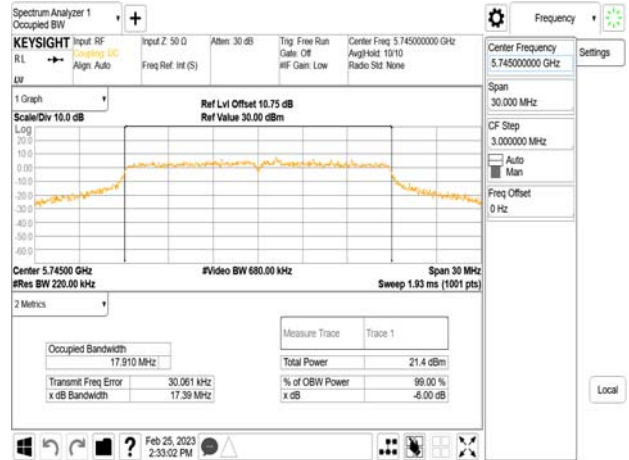 Spectrum Analyzer 1
Occupied BW
Frequency
KEYSIGHT
Input: RF
Coupling: DC
Align: Auto
Input Z: 50 Ω
Freq Ref: Int (S)
Atten: 30 dB
Trig: Free Run
Gate: Off
#IF Gain: Low
Center Freq: 5.745000000 GHz
Avg|Hold: 10/10
Radio Std: None
RL
LW
Center Frequency
5.745000000 GHz
Settings
Span
30.000 MHz
CF Step
3.000000 MHz
Auto
Man
Freq Offset
0 Hz
1 Graph
Ref Lvl Offset 10.75 dB
Scale/Div 10.0 dB
Ref Value 30.00 dBm
Log
20.0
10.0
0.00
-10.0
-20.0
-30.0
-40.0
-50.0
-60.0
Center 5.74500 GHz
#Video BW 680.00 kHz
Span 30 MHz
#Res BW 220.00 kHz
Sweep 1.93 ms (1001 pts)
2 Metrics
Measure Trace
Trace 1
Occupied Bandwidth
17.910 MHz
Total Power
21.4 dBm
Transmit Freq Error
30.061 kHz
% of OBW Power
99.00 %
x dB Bandwidth
17.39 MHz
x dB
-6.00 dB
Local
Feb 25, 2023
2:33:02 PM